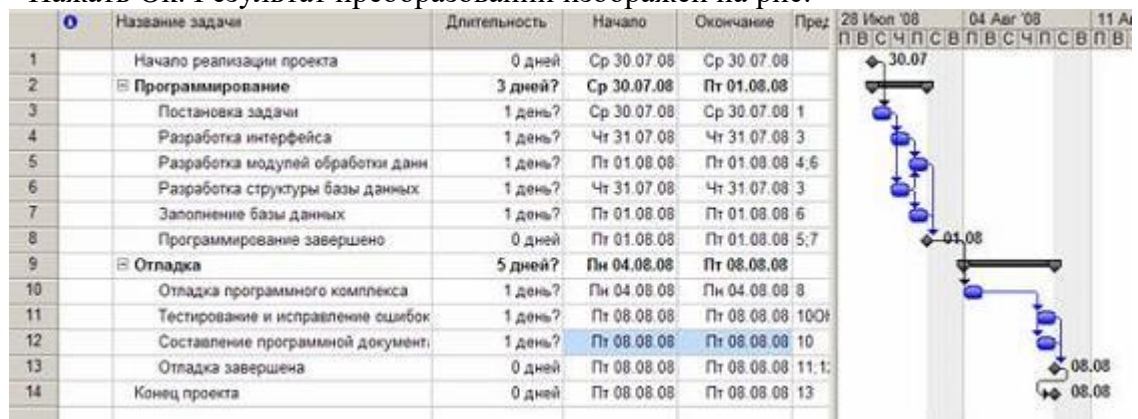 Нажать Ок. Результат преобразований изображен на рис.
Название задачи Длительность Начало Окончание Пред 28 Июл '08 04 Авг '08 11 А
П В С Ч П С В П В С Ч П С В П В
1 Начало реализации проекта 0 дней Ср 30.07.08 Ср 30.07.08 30.07
2 Программирование 3 дней? Ср 30.07.08 Пт 01.08.08
3 Постановка задачи 1 день? Ср 30.07.08 Ср 30.07.08 1
4 Разработка интерфейса 1 день? Чт 31.07.08 Чт 31.07.08 3
5 Разработка модулей обработки данн 1 день? Пт 01.08.08 Пт 01.08.08 4;6
6 Разработка структуры базы данных 1 день? Чт 31.07.08 Чт 31.07.08 3
7 Заполнение базы данных 1 день? Пт 01.08.08 Пт 01.08.08 6
8 Программирование завершено 0 дней Пт 01.08.08 Пт 01.08.08 5;7 01.08
9 Отладка 5 дней? Пн 04.08.08 Пт 08.08.08
10 Отладка программного комплекса 1 день? Пн 04.08.08 Пн 04.08.08 8
11 Тестирование и исправление ошибок 1 день? Пт 08.08.08 Пт 08.08.08 10ОН
12 Составление программной документ 1 день? Пт 08.08.08 Пт 08.08.08 10
13 Отладка завершена 0 дней Пт 08.08.08 Пт 08.08.08 11;12 08.08
14 Конец проекта 0 дней Пт 08.08.08 Пт 08.08.08 13 08.08